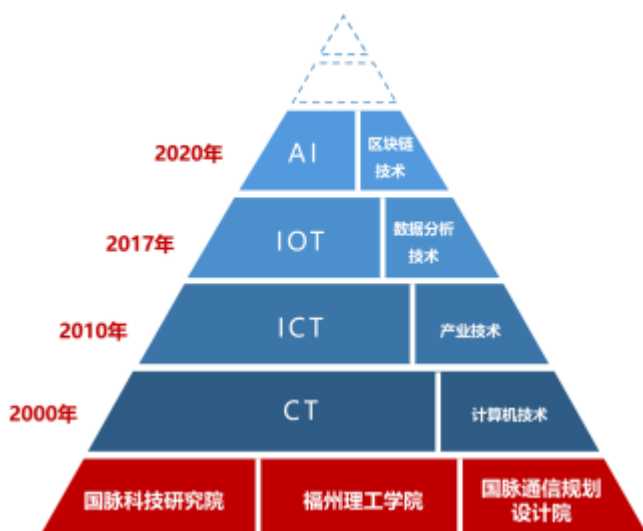 2020年
AI
区块链
技术
2017年
IOT
数据分析
技术
2010年
ICT
产业技术
2000年
CT
计算机技术
国脉科技研究院
福州理工学院
国脉通信规划
设计院